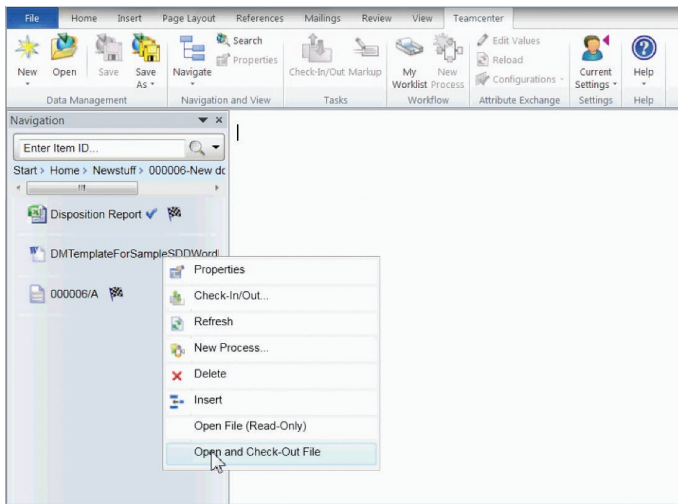 File Home Insert Page Layout References Mailings Review View Teamcenter
New Open Save Save As Navigate Search Properties Check-In/Out Markup My Worklist New Process Edit Values Reload Configurations Current Settings Help
Data Management Navigation and View Tasks Workflow Attribute Exchange Settings Help
Navigation
Enter Item ID...
Start > Home > Newstuff > 000006-New do
Disposition Report
DMTemplateForSampleSDDWord
000006/A
Properties
Check-In/Out...
Refresh
New Process...
Delete
Insert
Open File (Read-Only)
Open and Check-Out File